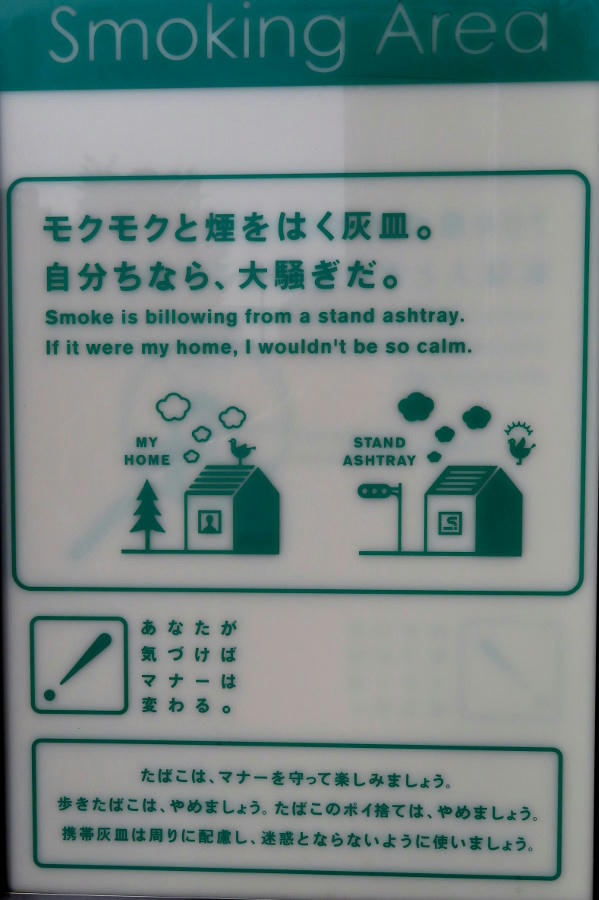 Smoking Area
モクモクと煙をはく灰皿。
自分ちなら、大騒ぎだ。
Smoke is billowing from a stand ashtray.
If it were my home, I wouldn't be so calm.
MY
HOME
STAND
ASHTRAY
S
あなたが
気づけば
マナーは
変わる。
たばこは、マナーを守って楽しみましょう。
歩きたばこは、やめましょう。たばこのポイ捨ては、やめましょう。
携帯灰皿は周りに配慮し、迷惑とならないように使いましょう。